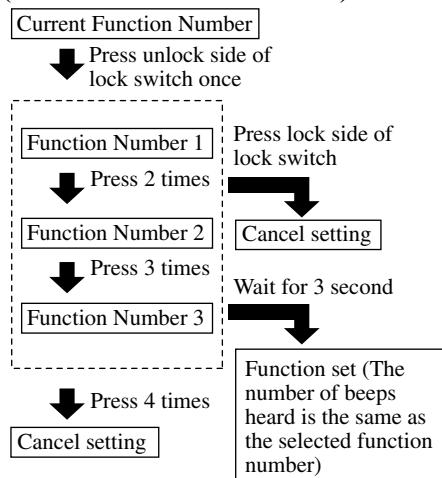 Current Function Number
Press unlock side of
lock switch once
Function Number 1
Press lock side of
lock switch
Press 2 times
Function Number 2
Cancel setting
Press 3 times
Wait for 3 second
Function Number 3
Function set (The
number of beeps
heard is the same as
the selected function
number)
Press 4 times
Cancel setting